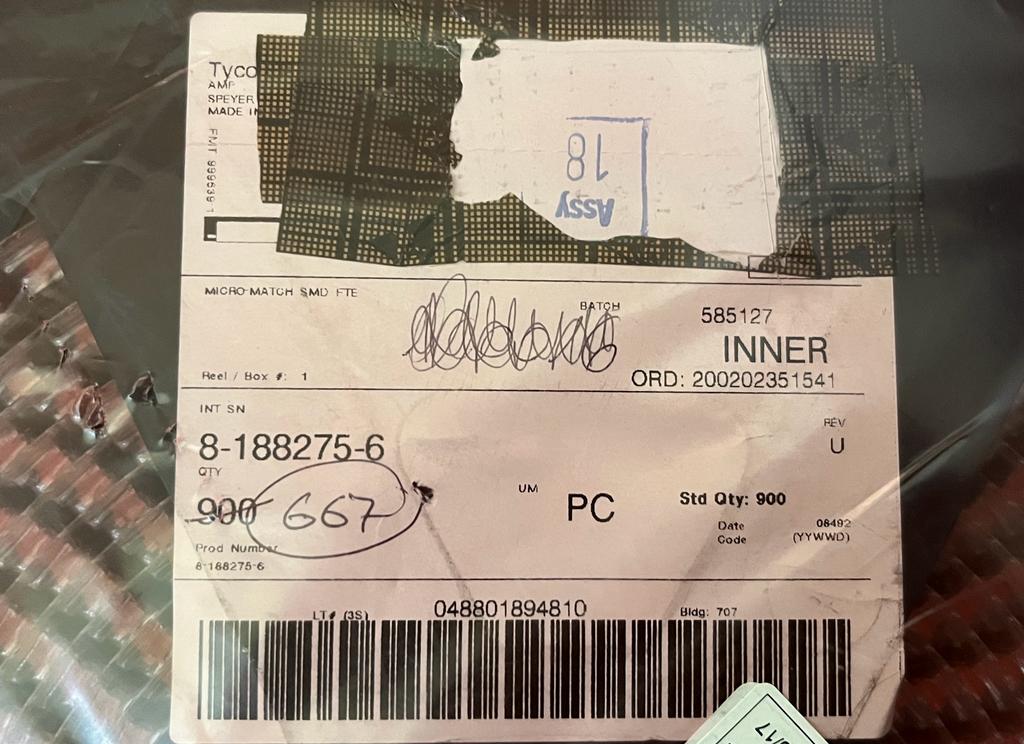 Tyco
AMP
SPEYER
MADE IN
FMT 999639-1
Assy
18
MICRO-MATCH SMD FTE
BATCH
585127
INNER
Reel / Box #: 1
ORD: 200202351541
INT SN
REV
8-188275-6
U
QTY
900 667
UM
PC
Std Qty: 900
Date
Code
08492
(YYWWD)
Prod Number
8-188275-6
LT# (3S)
048801894810
Bldg: 707
/17